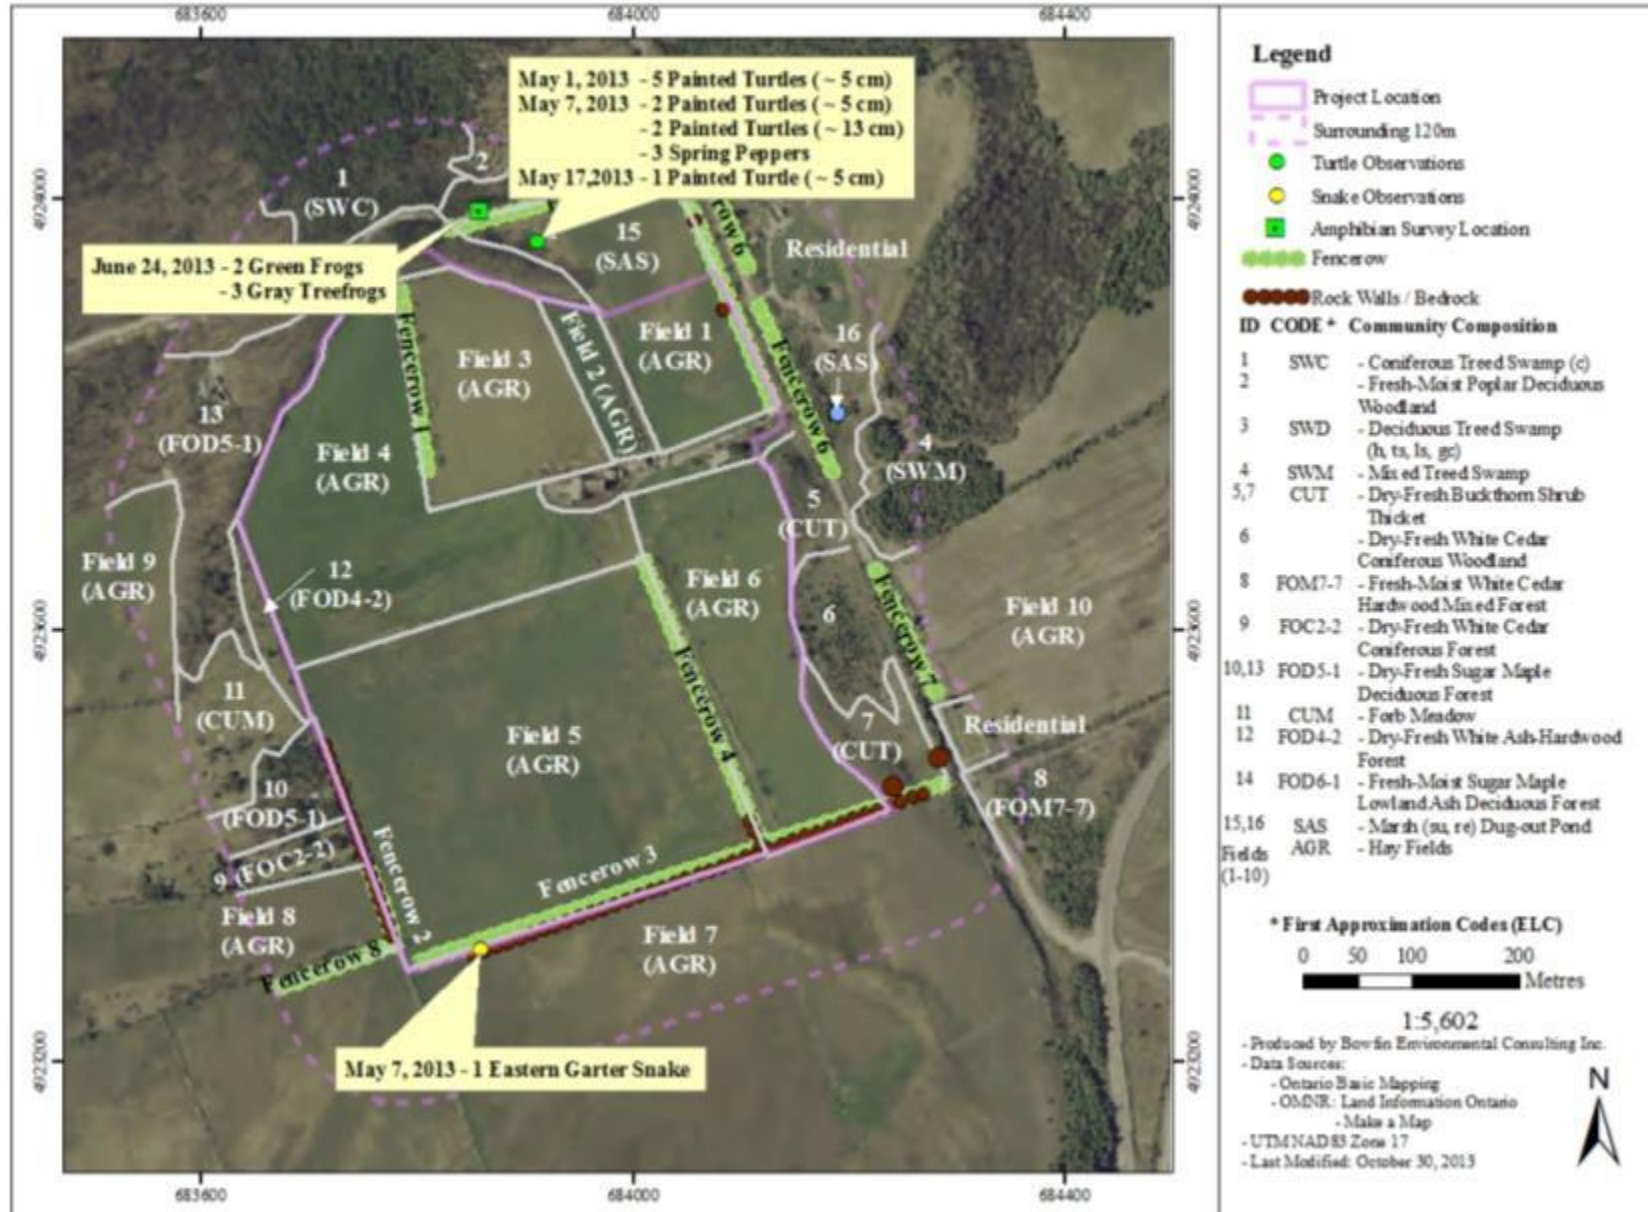 683600
684000
684400
4924000
4923600
4923200
4924000
4923600
4923200
683600
684000
684400
May 1, 2013 - 5 Painted Turtles (~ 5 cm)
May 7, 2013 - 2 Painted Turtles (~ 5 cm)
- 2 Painted Turtles (~ 13 cm)
- 3 Spring Peppers
May 17,2013 - 1 Painted Turtle (~ 5 cm)
June 24, 2013 - 2 Green Frogs
- 3 Gray Treefrogs
May 7, 2013 - 1 Eastern Garter Snake
1
(SWC)
2
15
(SAS)
row 6
Residential
Field 1
(AGR)
Field 2 (AGR)
Field 3
(AGR)
Fencerow 1
Field 4
(AGR)
13
(FOD5-1)
16
(SAS)
Fencerow 6
4
(SWM)
5
(CUT)
Field 9
(AGR)
12
(FOD4-2)
Field 6
(AGR)
6
Fencerow 7
Field 10
(AGR)
Fencerow 4
11
(CUM)
Field 5
(AGR)
7
(CUT)
Residential
8
(FOM7-7)
10
(FOD5-1)
9 (FOC2-2)
Fencerow 2
Fencerow 3
Field 8
(AGR)
Fencerow 8
Field 7
(AGR)
Legend
Project Location
Surrounding 120m
Turtle Observations
Snake Observations
Amphibian Survey Location
Fencerow
Rock Walls / Bedrock
ID CODE * Community Composition
1 SWC - Coniferous Treed Swamp (c)
2 - Fresh-Moist Poplar Deciduous
Woodland
3 SWD - Deciduous Treed Swamp
(h, ts, ls, gc)
4 SWM - Mixed Treed Swamp
5,7 CUT - Dry-Fresh Buckthorn Shrub
Thicket
6 - Dry-Fresh White Cedar
Coniferous Woodland
8 FOM7-7 - Fresh-Moist White Cedar
Hardwood Mixed Forest
9 FOC2-2 - Dry-Fresh White Cedar
Coniferous Forest
10,13 FOD5-1 - Dry-Fresh Sugar Maple
Deciduous Forest
11 CUM - Forb Meadow
12 FOD4-2 - Dry-Fresh White Ash-Hardwood
Forest
14 FOD6-1 - Fresh-Moist Sugar Maple
Lowland Ash Deciduous Forest
15,16 SAS - Marsh (su, re) Dug-out Pond
Fields AGR - Hay Fields
(1-10)
* First Approximation Codes (ELC)
0 50 100 200
Metres
1:5,602
- Produced by Bowfin Environmental Consulting Inc.
- Data Sources:
- Ontario Basic Mapping
- OMNR: Land Information Ontario
- Make a Map
- UTM NAD 83 Zone 17
- Last Modified: October 30, 2013
N